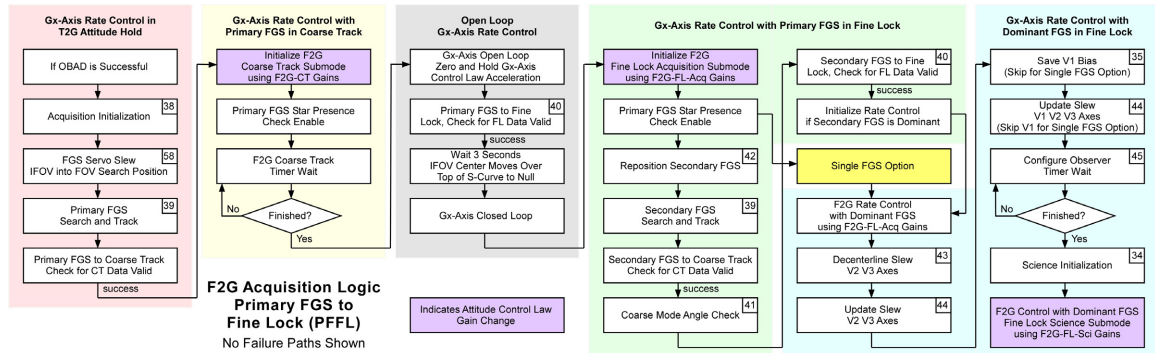 Gx-Axis Rate Control in
T2G Attitude Hold
If OBAD is Successful
38
Acquisition Initialization
58
FGS Servo Slew
IFOV into FOV Search Position
39
Primary FGS
Search and Track
Primary FGS to Coarse Track
Check for CT Data Valid
success
Gx-Axis Rate Control with
Primary FGS in Coarse Track
Initialize F2G
Coarse Track Submode
using F2G-CT Gains
Primary FGS Star Presence
Check Enable
F2G Coarse Track
Timer Wait
No
Finished?
Yes
F2G Acquisition Logic
Primary FGS to
Fine Lock (PFFL)
No Failure Paths Shown
Open Loop
Gx-Axis Rate Control
Gx-Axis Open Loop
Zero and Hold Gx-Axis
Control Law Acceleration
40
Primary FGS to Fine
Lock, Check for FL Data Valid
success
Wait 3 Seconds
IFOV Center Moves Over
Top of S-Curve to Null
Gx-Axis Closed Loop
Indicates Attitude Control Law
Gain Change
Gx-Axis Rate Control with Primary FGS in Fine Lock
Initialize F2G
Fine Lock Acquisition Submode
using F2G-FL-Acq Gains
Primary FGS Star Presence
Check Enable
42
Reposition Secondary FGS
39
Secondary FGS
Search and Track
Secondary FGS to Coarse Track
Check for CT Data Valid
success
41
Coarse Mode Angle Check
40
Secondary FGS to Fine
Lock, Check for FL Data Valid
success
Initialize Rate Control
if Secondary FGS is Dominant
Single FGS Option
F2G Rate Control
with Dominant FGS
using F2G-FL-Acq Gains
43
Decenterline Slew
V2 V3 Axes
44
Update Slew
V2 V3 Axes
Gx-Axis Rate Control with
Dominant FGS in Fine Lock
35
Save V1 Bias
(Skip for Single FGS Option)
44
Update Slew
V1 V2 V3 Axes
(Skip V1 for Single FGS Option)
45
Configure Observer
Timer Wait
No
Finished?
Yes
34
Science Initialization
F2G Control with Dominant FGS
Fine Lock Science Submode
using F2G-FL-Sci Gains